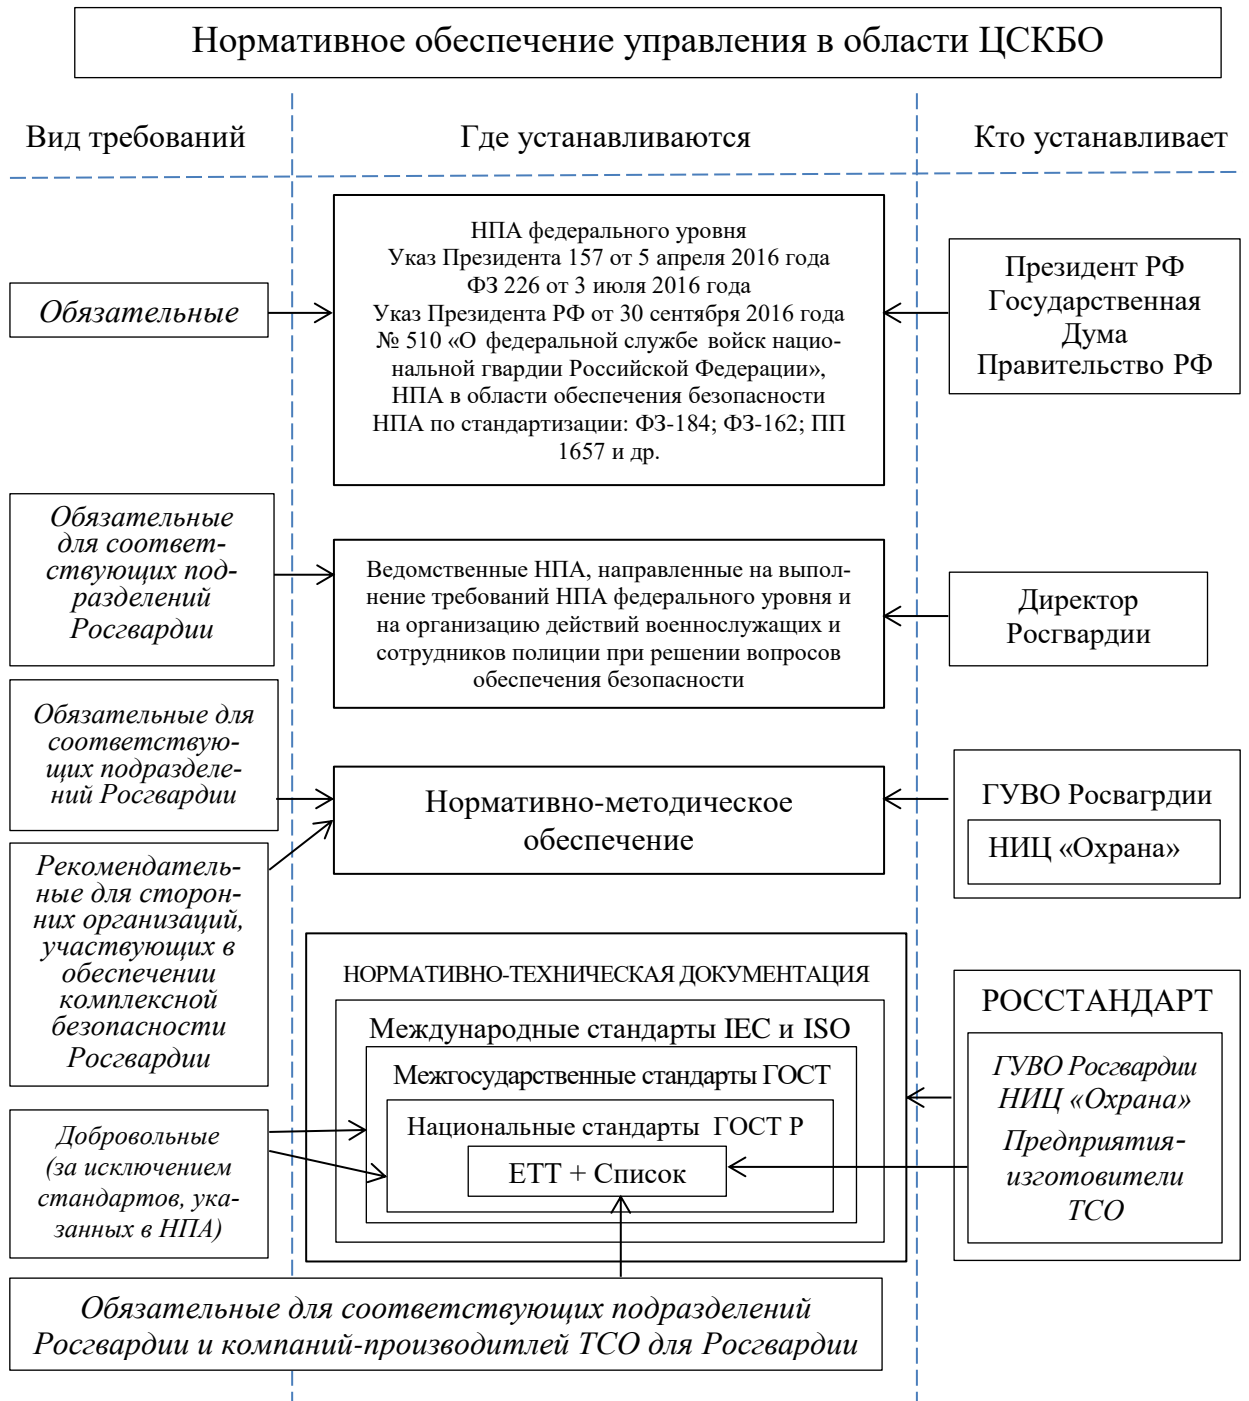 Нормативное обеспечение управления в области ЦСКБО
Вид требований
Где устанавливаются
Кто устанавливает
Обязательные
НПА федерального уровня
Указ Президента 157 от 5 апреля 2016 года
ФЗ 226 от 3 июля 2016 года
Указ Президента РФ от 30 сентября 2016 года
№ 510 «О федеральной службе войск нацио-
нальной гвардии Российской Федерации»,
НПА в области обеспечения безопасности
НПА по стандартизации: ФЗ-184; ФЗ-162; ПП
1657 и др.
Президент РФ
Государственная
Дума
Правительство РФ
Обязательные
для соответ-
ствующих под-
разделений
Росгвардии
Ведомственные НПА, направленные на выпол-
нение требований НПА федерального уровня и
на организацию действий военнослужащих и
сотрудников полиции при решении вопросов
обеспечения безопасности
Директор
Росгвардии
Обязательные для
соответствую-
щих подразделе-
ний Росгвардии
Нормативно-методическое
обеспечение
ГУВО Росвагрдии
НИЦ «Охрана»
Рекомендатель-
ные для сторон-
них организаций,
участвующих в
обеспечении
комплексной
безопасности
Росгвардии
НОРМАТИВНО-ТЕХНИЧЕСКАЯ ДОКУМЕНТАЦИЯ
Международные стандарты IEC и ISO
Межгосударственные стандарты ГОСТ
Национальные стандарты ГОСТ Р
ЕТТ + Список
РОССТАНДАРТ
ГУВО Росгвардии
НИЦ «Охрана»
Предприятия-
изготовители
ТСО
Добровольные
(за исключением
стандартов, ука-
занных в НПА)
Обязательные для соответствующих подразделений
Росгвардии и компаний-производитлей ТСО для Росгвардии